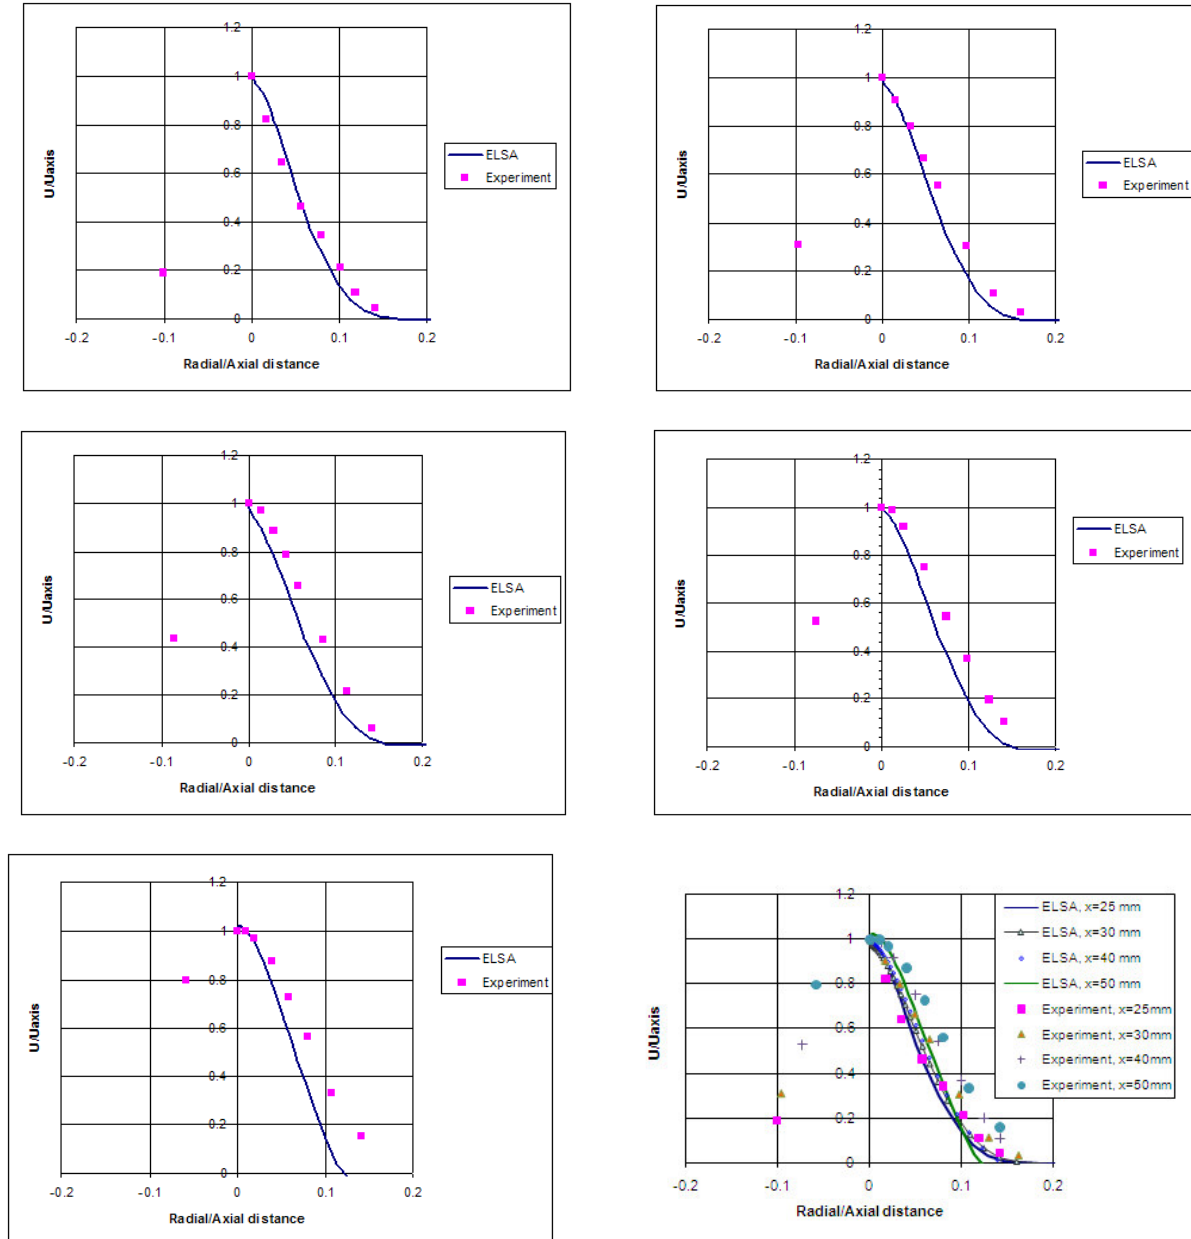 1.2
1
0.8
0.6
0.4
0.2
0
-0.2 -0.1 0 0.1 0.2
U/Uaxis
Radial/Axial distance
ELSA
Experiment
1.2
1
0.8
0.6
0.4
0.2
0
-0.2 -0.1 0 0.1 0.2
U/Uaxis
Radial/Axial distance
ELSA
Experiment
1.2
1
0.8
0.6
0.4
0.2
0
-0.2 -0.1 0 0.1 0.2
U/Uaxis
Radial/Axial distance
ELSA
Experiment
1.2
1
0.8
0.6
0.4
0.2
0
-0.2 -0.1 0 0.1 0.2
U/Uaxis
Radial/Axial distance
ELSA
Experiment
1.2
1
0.8
0.6
0.4
0.2
0
-0.2 -0.1 0 0.1 0.2
U/Uaxis
Radial/Axial distance
ELSA
Experiment
1.2
1
0.8
0.6
0.4
0.2
0
-0.2 -0.1 0 0.1 0.2
U/Uaxis
Radial/Axial distance
ELSA, x=25 mm
ELSA, x=30 mm
ELSA, x=40 mm
ELSA, x=50 mm
Experiment, x=25mm
Experiment, x=30mm
Experiment, x=40mm
Experiment, x=50mm